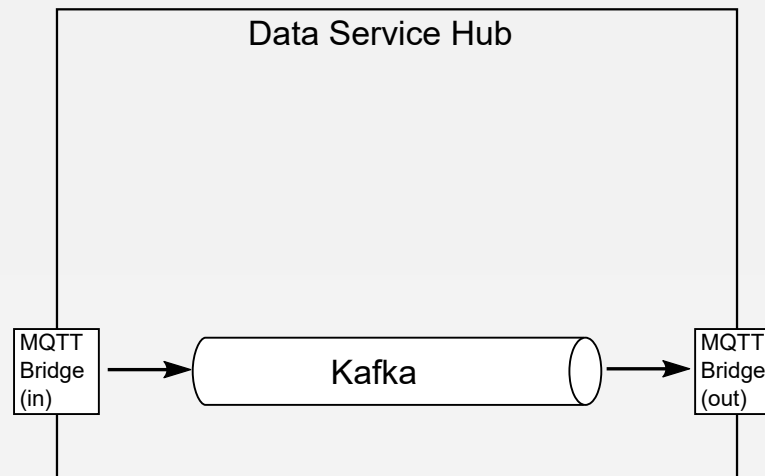 Data Service Hub
MQTT
Bridge
(in)
Kafka
MQTT
Bridge
(out)